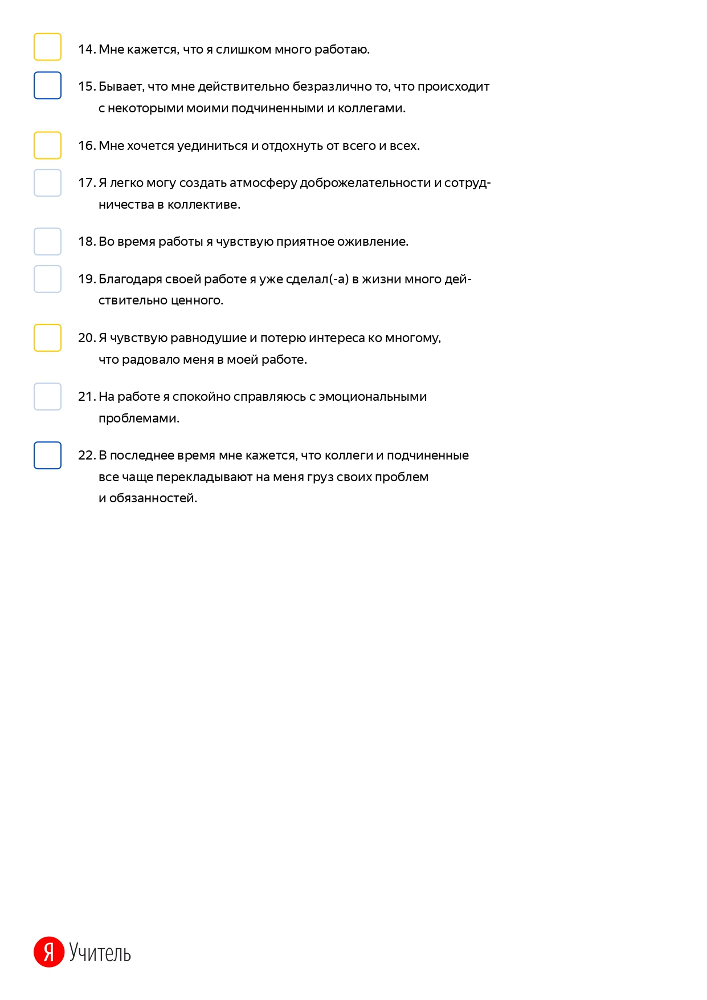 14. Мне кажется, что я слишком много работаю.
15. Бывает, что мне действительно безразлично то, что происходит
с некоторыми моими подчиненными и коллегами.
16. Мне хочется уединиться и отдохнуть от всего и всех.
17. Я легко могу создать атмосферу доброжелательности и сотруд-
ничества в коллективе.
18. Во время работы я чувствую приятное оживление.
19. Благодаря своей работе я уже сделал(-а) в жизни много дей-
ствительно ценного.
20. Я чувствую равнодушие и потерю интереса ко многому,
что радовало меня в моей работе.
21. На работе я спокойно справляюсь с эмоциональными
проблемами.
22. В последнее время мне кажется, что коллеги и подчиненные
все чаще перекладывают на меня груз своих проблем
и обязанностей.
Я Учитель